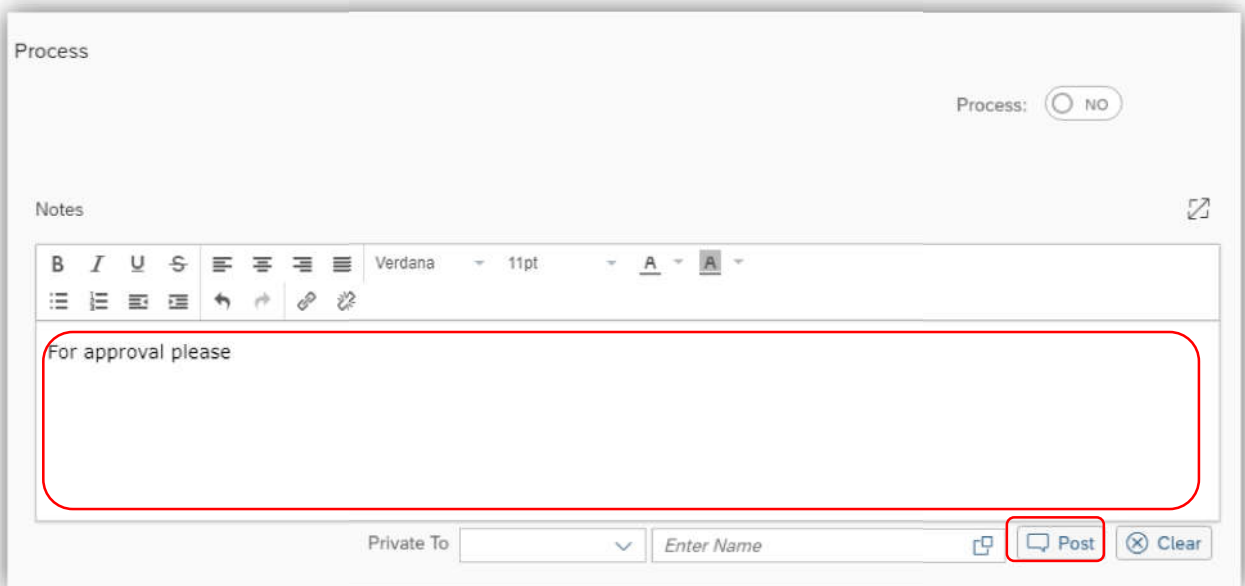 Process
Process: NO
Notes
B I U S Verdana 11pt A A
For approval please
Private To Enter Name Post Clear